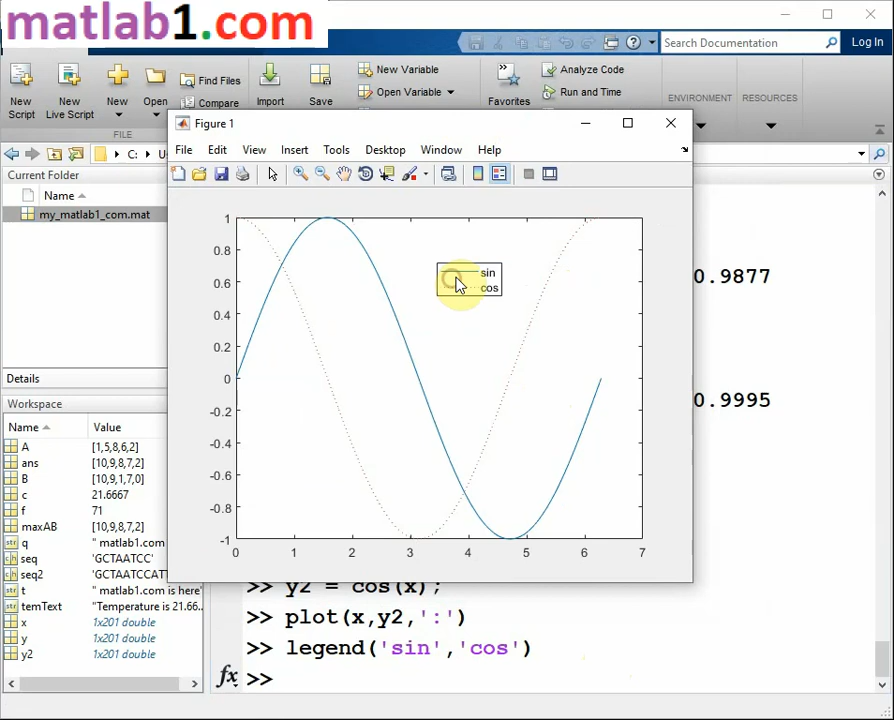 matlab1.com
Search Documentation
Log In
New Script
New Live Script
New
Open
Find Files
Compare
Import
Save
New Variable
Open Variable
Favorites
Analyze Code
Run and Time
FILE
ENVIRONMENT
RESOURCES
C:
Current Folder
Name
my_matlab1_com.mat
Details
Workspace
Name Value
A [1,5,8,6,2]
ans [10,9,8,7,2]
B [10,9,1,7,0]
c 21.6667
f 71
maxAB [10,9,8,7,2]
q " matlab1.com
seq 'GCTAATCC'
seq2 'GCTAATCCAT
t " matlab1.com is here"
temText "Temperature is 21.66...
x 1x201 double
y 1x201 double
y2 1x201 double
Figure 1
File Edit View Insert Tools Desktop Window Help
sin
cos
1
0.8
0.6
0.4
0.2
0
-0.2
-0.4
-0.6
-0.8
-1
0 1 2 3 4 5 6 7
0.9877
0.9995
>> y2 = cos(x);
>> plot(x,y2,':')
>> legend('sin','cos')
fx >>